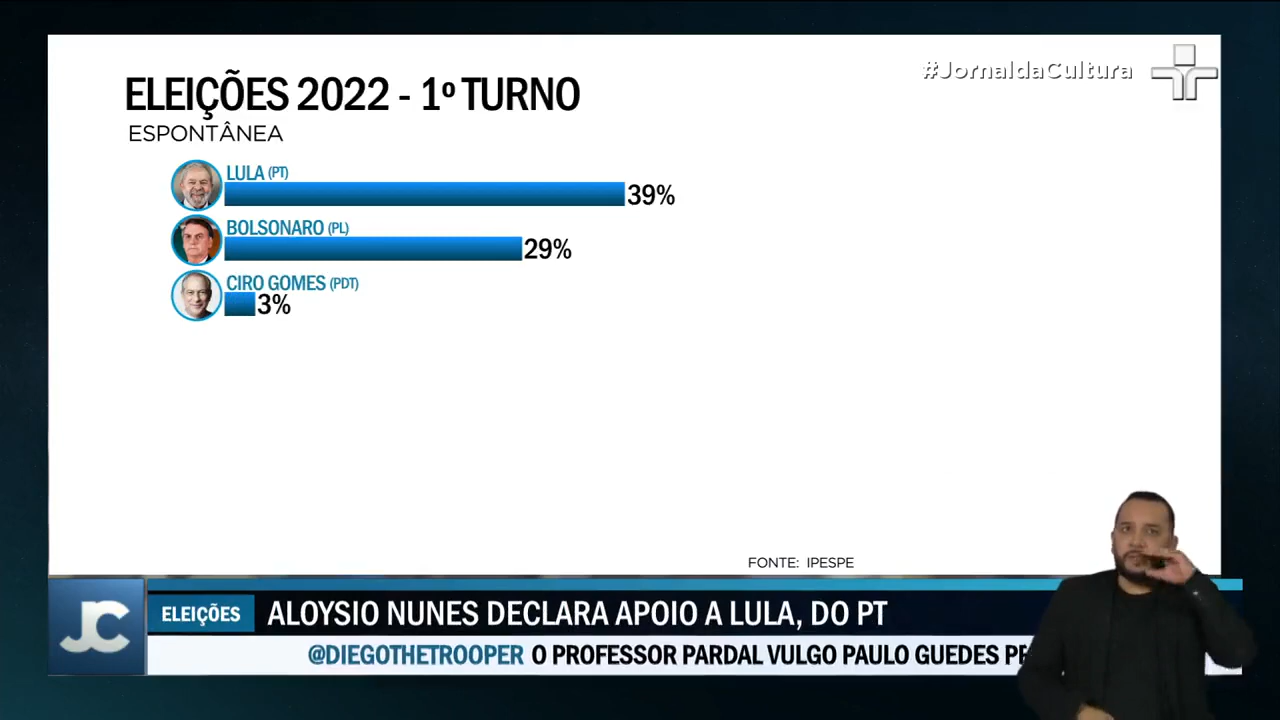 #JornaldaCultura
ELEIÇÕES 2022 - 1º TURNO
ESPONTÂNEA
LULA (PT)
39%
BOLSONARO (PL)
29%
CIRO GOMES (PDT)
3%
FONTE: IPESPE
JC
ELEIÇÕES
ALOYSIO NUNES DECLARA APOIO A LULA, DO PT
@DIEGOTHETROOPER O PROFESSOR PARDAL VULGO PAULO GUEDES